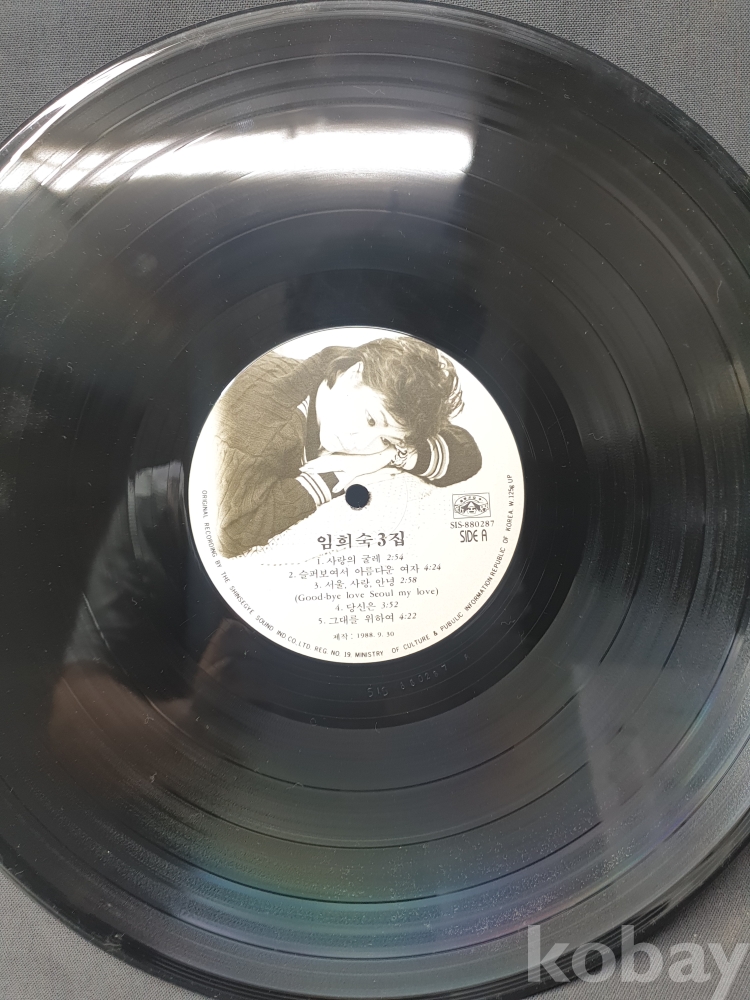 임희숙3집
SIS-880287
SIDE A
1. 사랑의 굴레 2:54
2. 슬퍼보여서 아름다운 여자 4:24
3. 서울, 사랑, 안녕 2:58
(Good-bye love Seoul my love)
4. 당신은 3:52
5. 그대를 위하여 4:22
제작: 1988. 9. 30
ORIGINAL RECORDING BY THE SHINSEGYE SOUND IND.CO.LTD. REG. NO 19 MINISTRY OF CULTURE & PUBULIC INFORMATION REPUBLIC OF KOREA W.125% UP
kobay